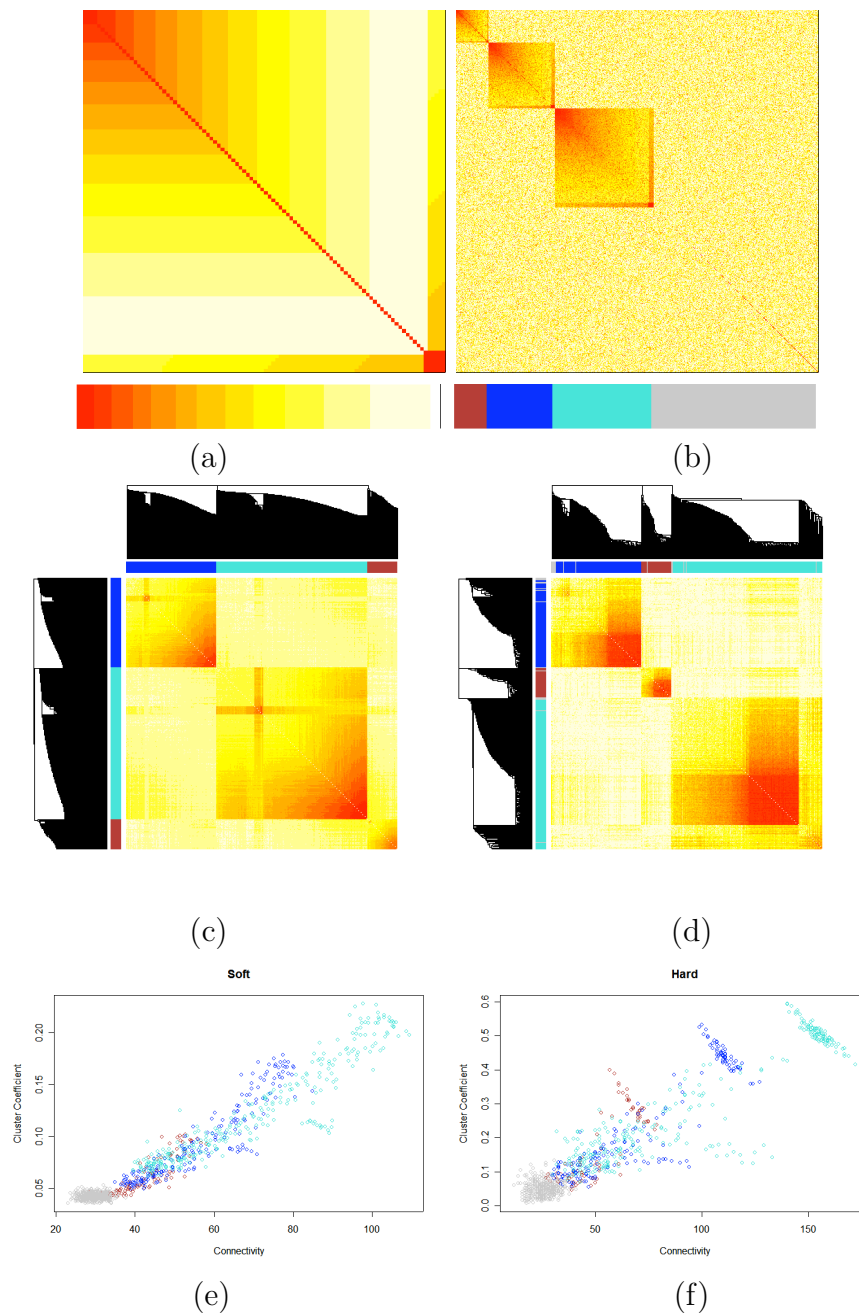 (a) (b)
(c) (d)
Soft
Cluster Coefficient
0.05 0.10 0.15 0.20
20 40 60 80 100
Connectivity
Hard
Cluster Coefficient
0.0 0.1 0.2 0.3 0.4 0.5 0.6
50 100 150
Connectivity
(e) (f)